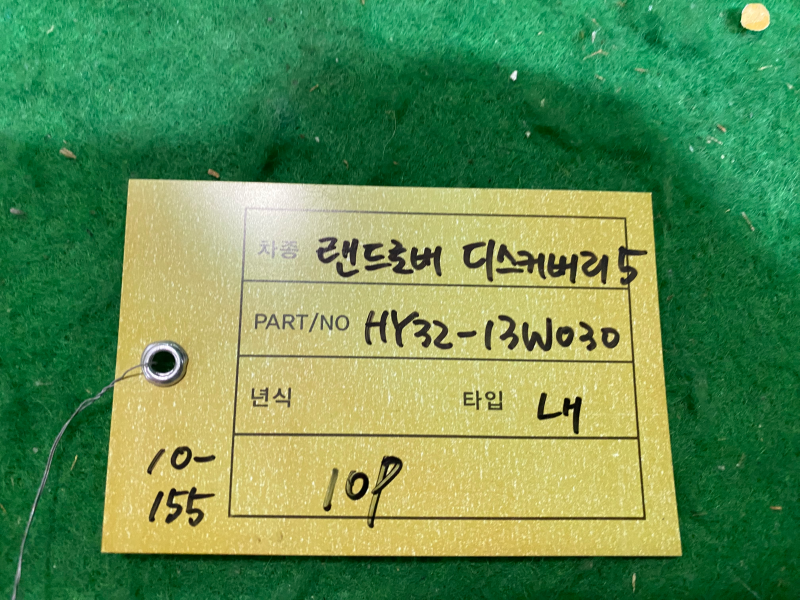 차종 랜드로버 디스커버리5
PART/NO HY32-13W030
년식 타입 내
10-
155
10P